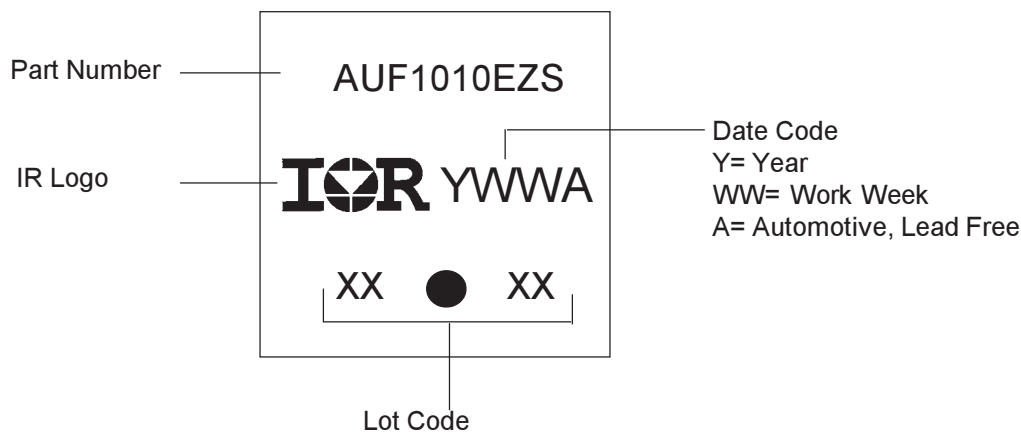 Part Number
AUF1010EZS
IR Logo
IOR YWWA
Date Code
Y= Year
WW= Work Week
A= Automotive, Lead Free
XX XX
Lot Code